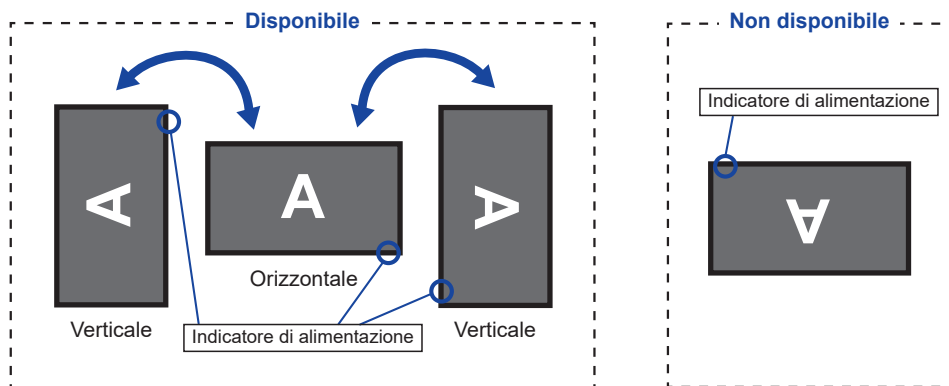 Disponibile
A
A
A
Verticale
Orizzontale
Indicatore di alimentazione
Verticale
Non disponibile
Indicatore di alimentazione
A